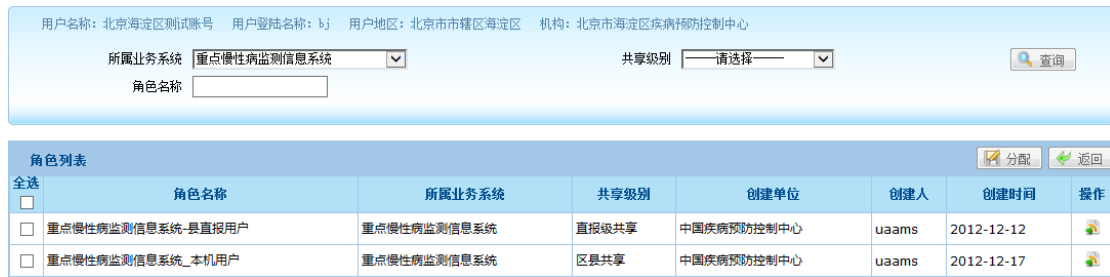 用户名称：北京海淀区测试账号 用户登陆名称：bj 用户地区：北京市市辖区海淀区 机构：北京市海淀区疾病预防控制中心
所属业务系统 重点慢性病监测信息系统 共享级别 ——请选择—— 查询
角色名称
角色列表 分配 返回
全选 角色名称 所属业务系统 共享级别 创建单位 创建人 创建时间 操作
重点慢性病监测信息系统-县直报用户 重点慢性病监测信息系统 直报级共享 中国疾病预防控制中心 uaams 2012-12-12
重点慢性病监测信息系统_本机用户 重点慢性病监测信息系统 区县共享 中国疾病预防控制中心 uaams 2012-12-17